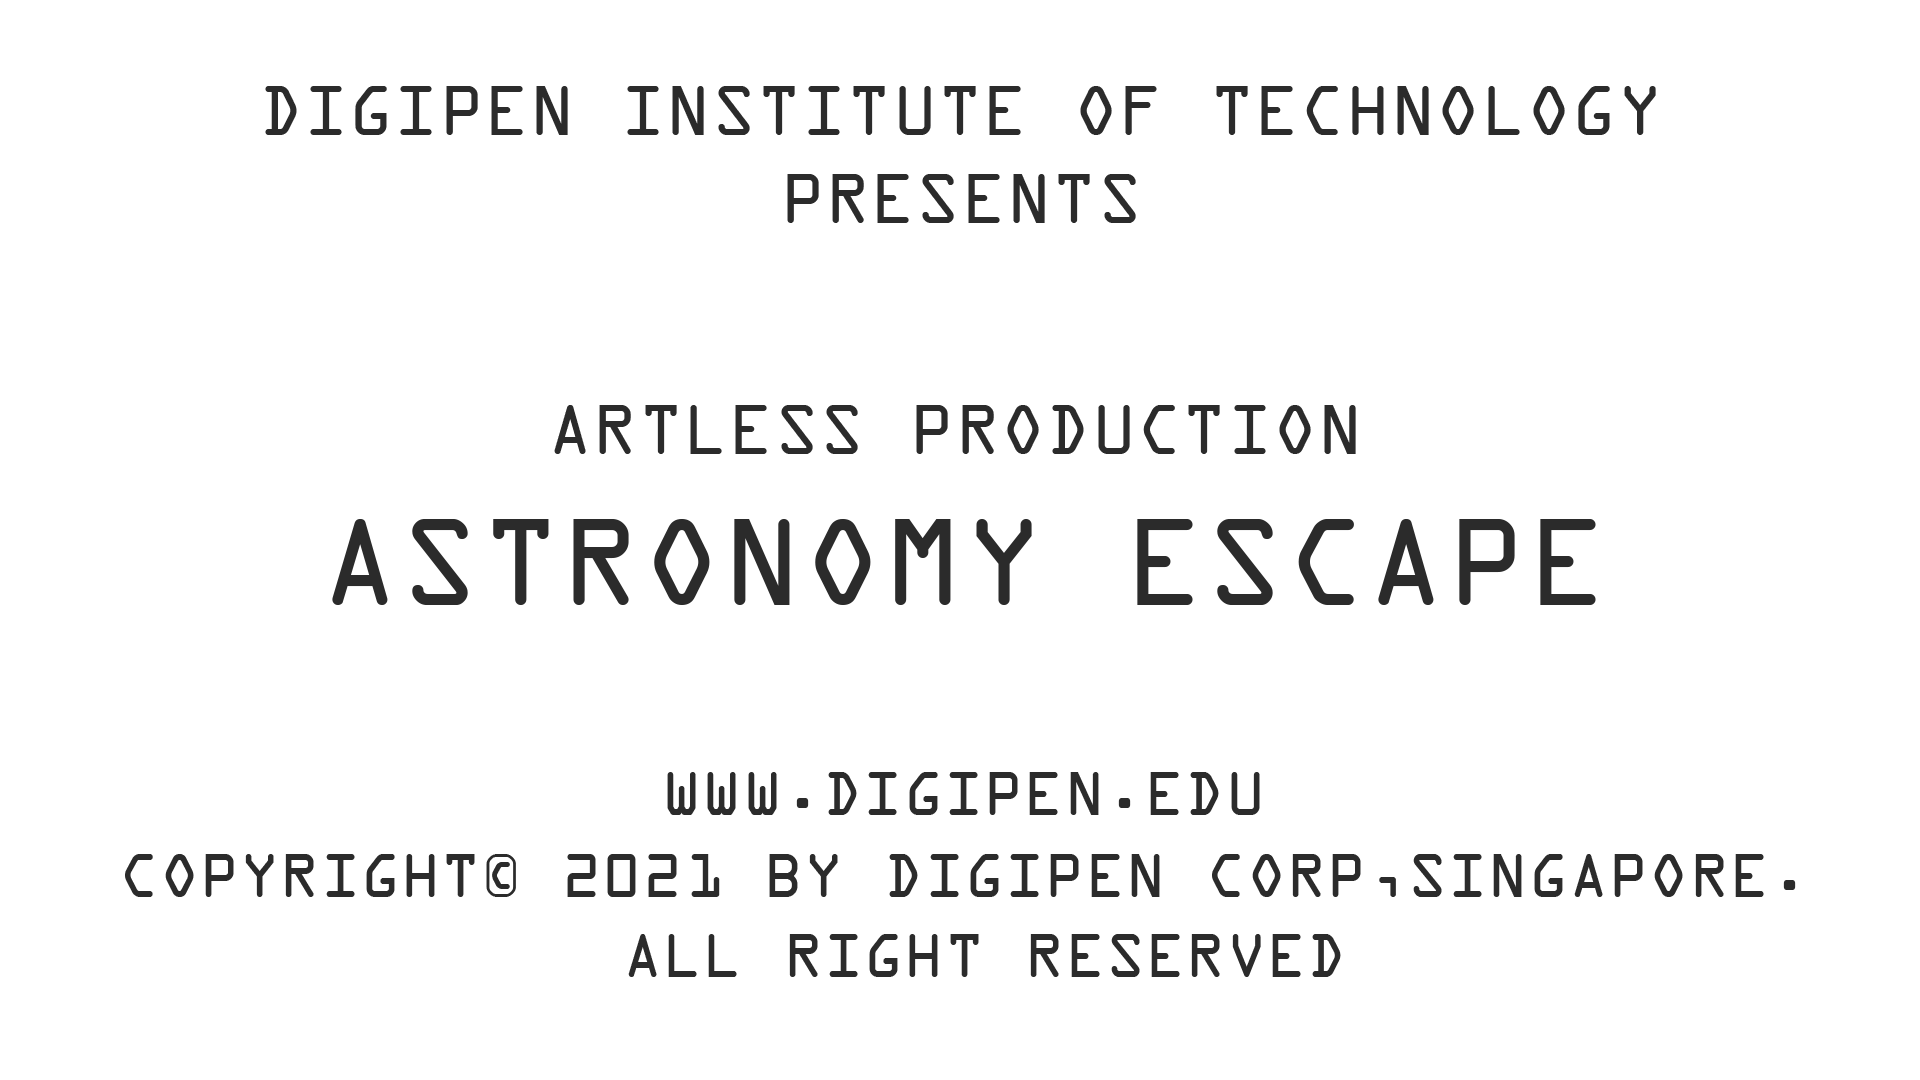 DIGIPEN INSTITUTE OF TECHNOLOGY
PRESENTS
ARTLESS PRODUCTION
ASTRONOMY ESCAPE
WWW.DIGIPEN.EDU
COPYRIGHT© 2021 BY DIGIPEN CORP,SINGAPORE.
ALL RIGHT RESERVED